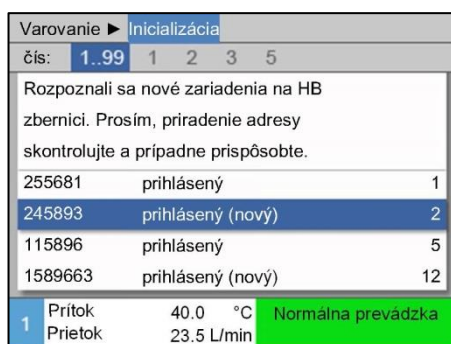 Varovanie ► Inicializácia
čís: 1..99 1 2 3 5
Rozpoznali sa nové zariadenia na HB
zbernici. Prosím, priradenie adresy
skontrolujte a prípadne prispôsobte.
255681 prihlásený 1
245893 prihlásený (nový) 2
115896 prihlásený 5
1589663 prihlásený (nový) 12
1 Prítok 40.0 °C Normálna prevádzka
Prietok 23.5 L/min